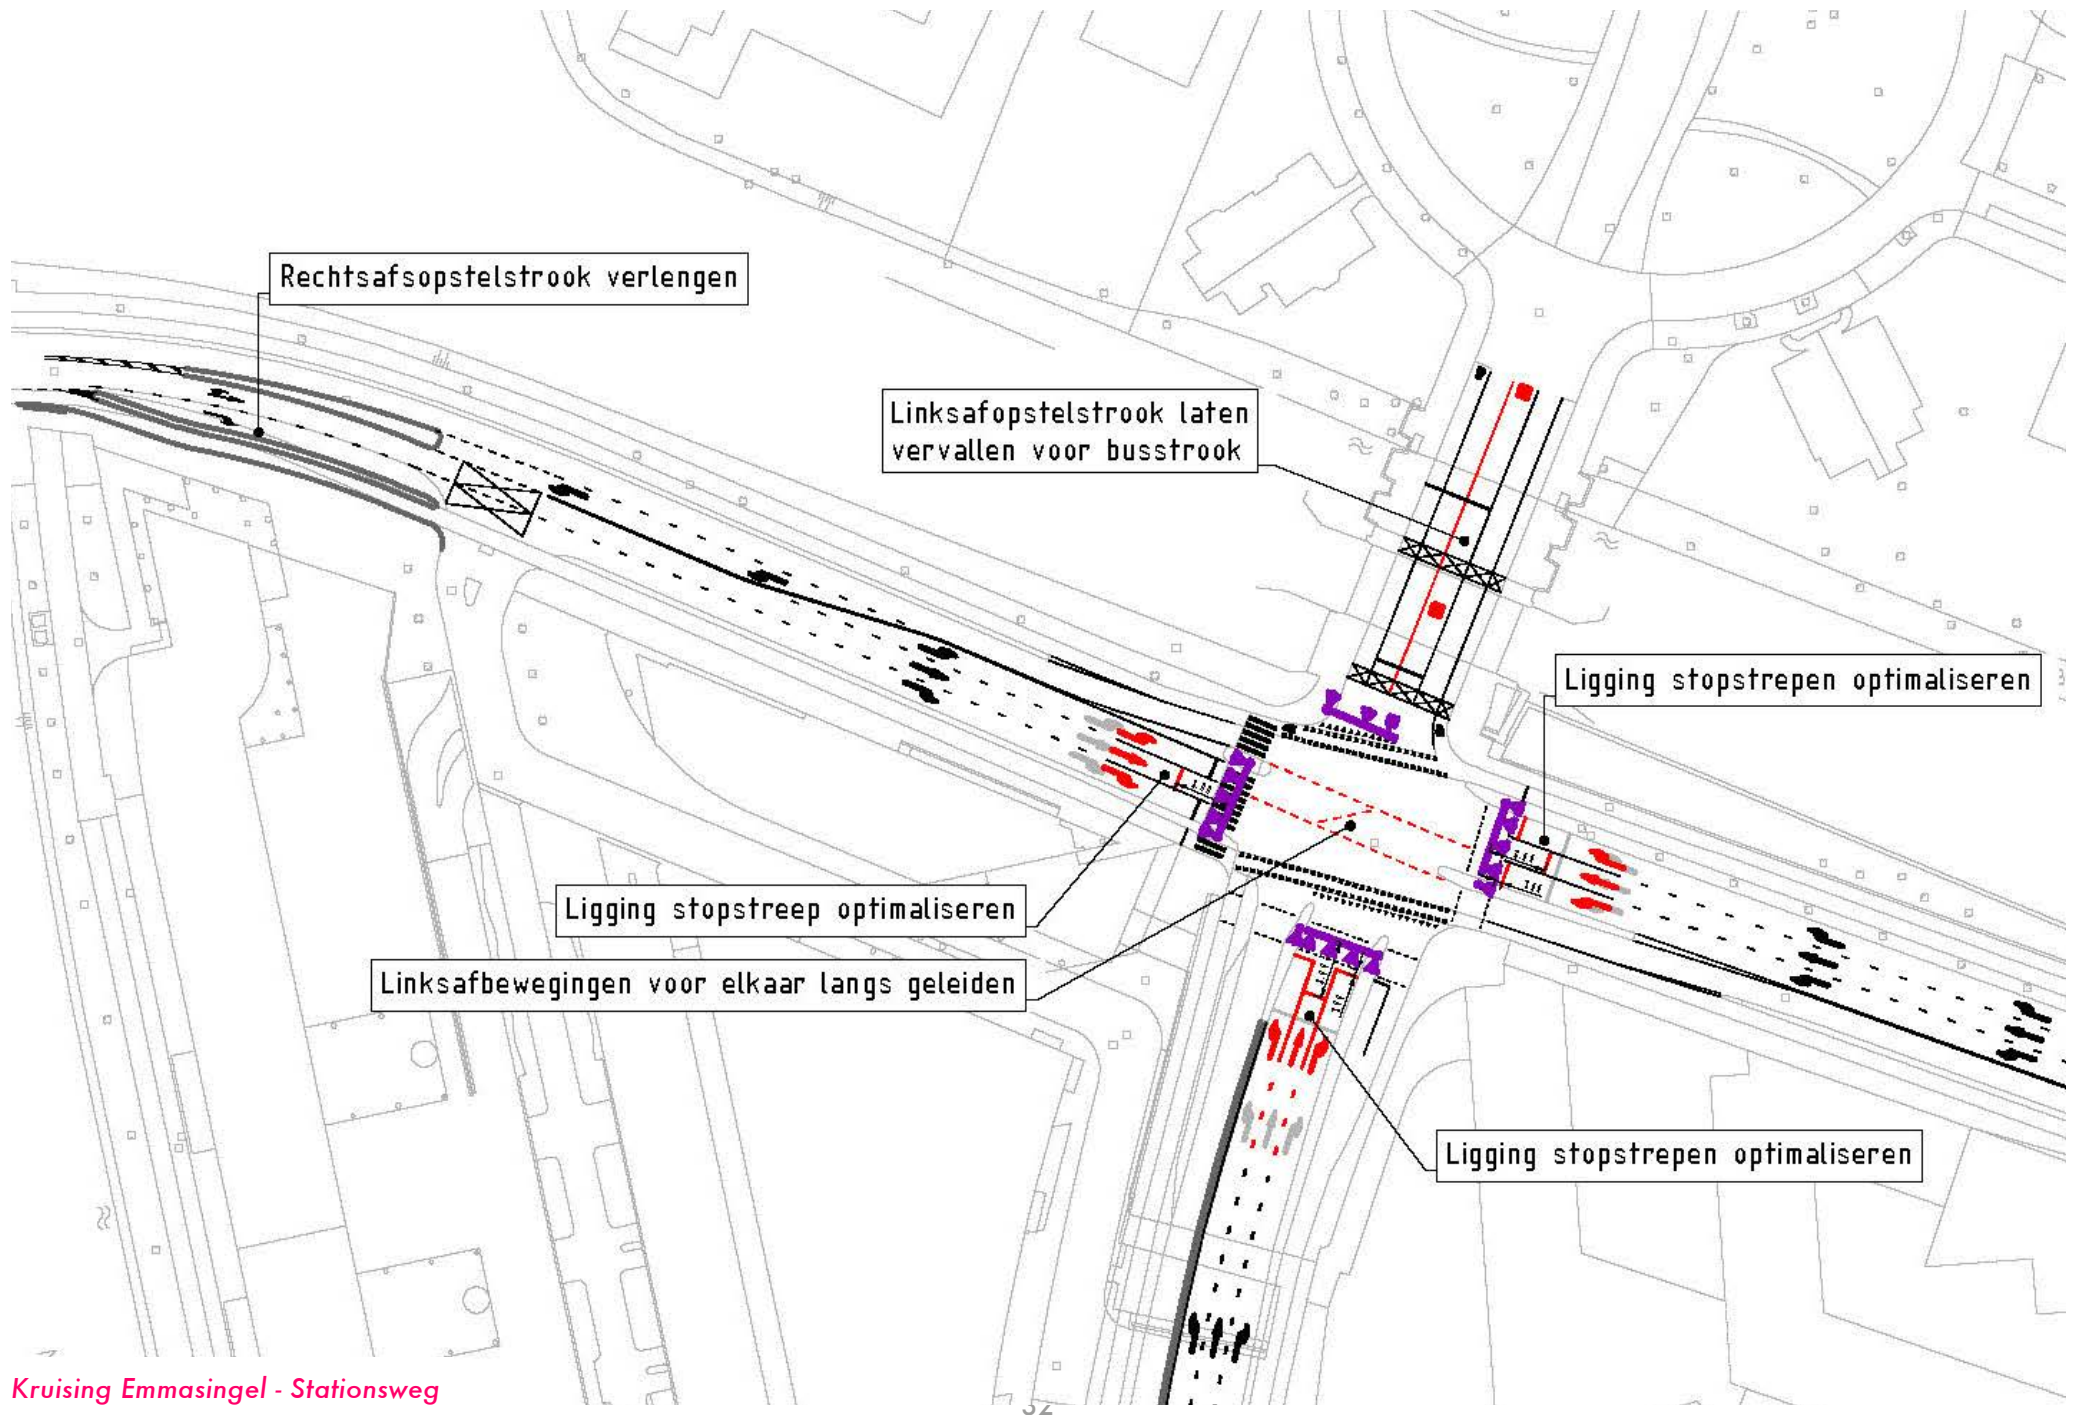 Rechtsafsopstelstrook verlengen
Linksafopstelstrook laten
vervallen voor busstrook
Ligging stopstrepen optimaliseren
Ligging stopstreep optimaliseren
Linksafbewegingen voor elkaar langs geleiden
Ligging stopstrepen optimaliseren
Kruising Emmasingel - Stationsweg